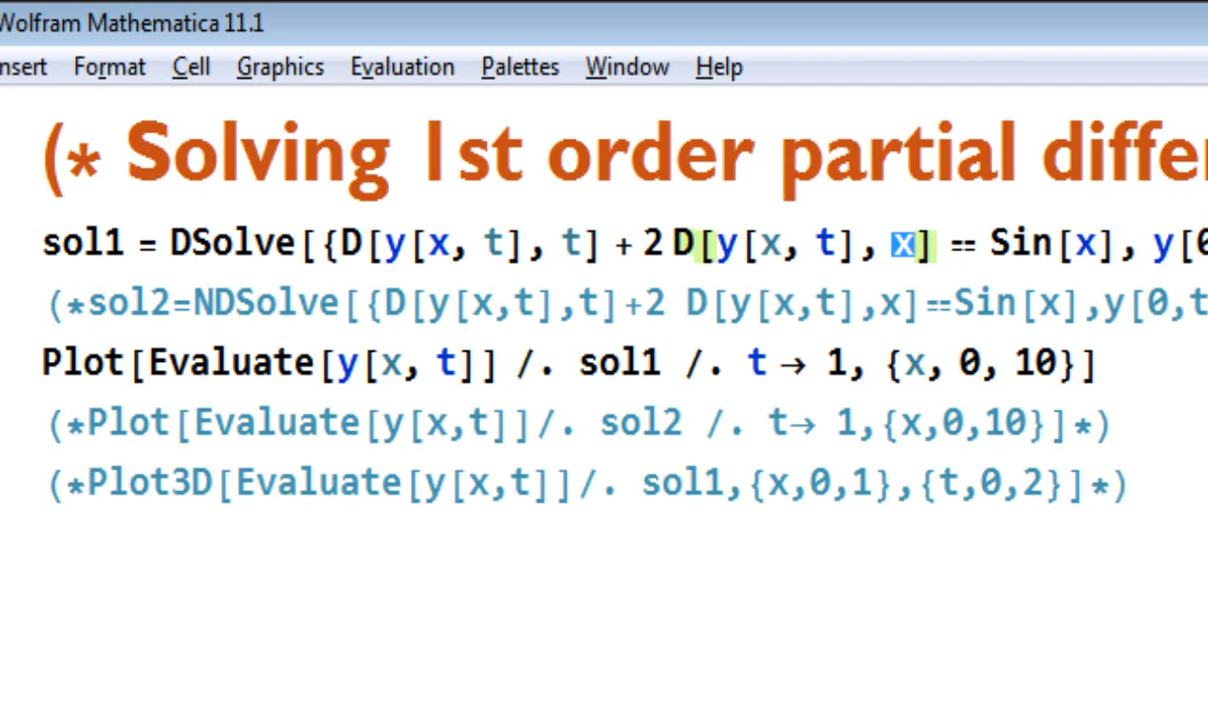 Wolfram Mathematica 11.1
nsert Format Cell Graphics Evaluation Palettes Window Help
(* Solving 1st order partial differe
sol1 = DSolve[{D[y[x, t], t] + 2 D[y[x, t], x] == Sin[x], y[0
(*sol2=NDSolve[{D[y[x,t],t]+2 D[y[x,t],x]==Sin[x],y[0,t
Plot[Evaluate[y[x, t]] /. sol1 /. t → 1, {x, 0, 10}]
(*Plot[Evaluate[y[x,t]]/. sol2 /. t→ 1,{x,0,10}]*)
(*Plot3D[Evaluate[y[x,t]]/. sol1,{x,0,1},{t,0,2}]*)